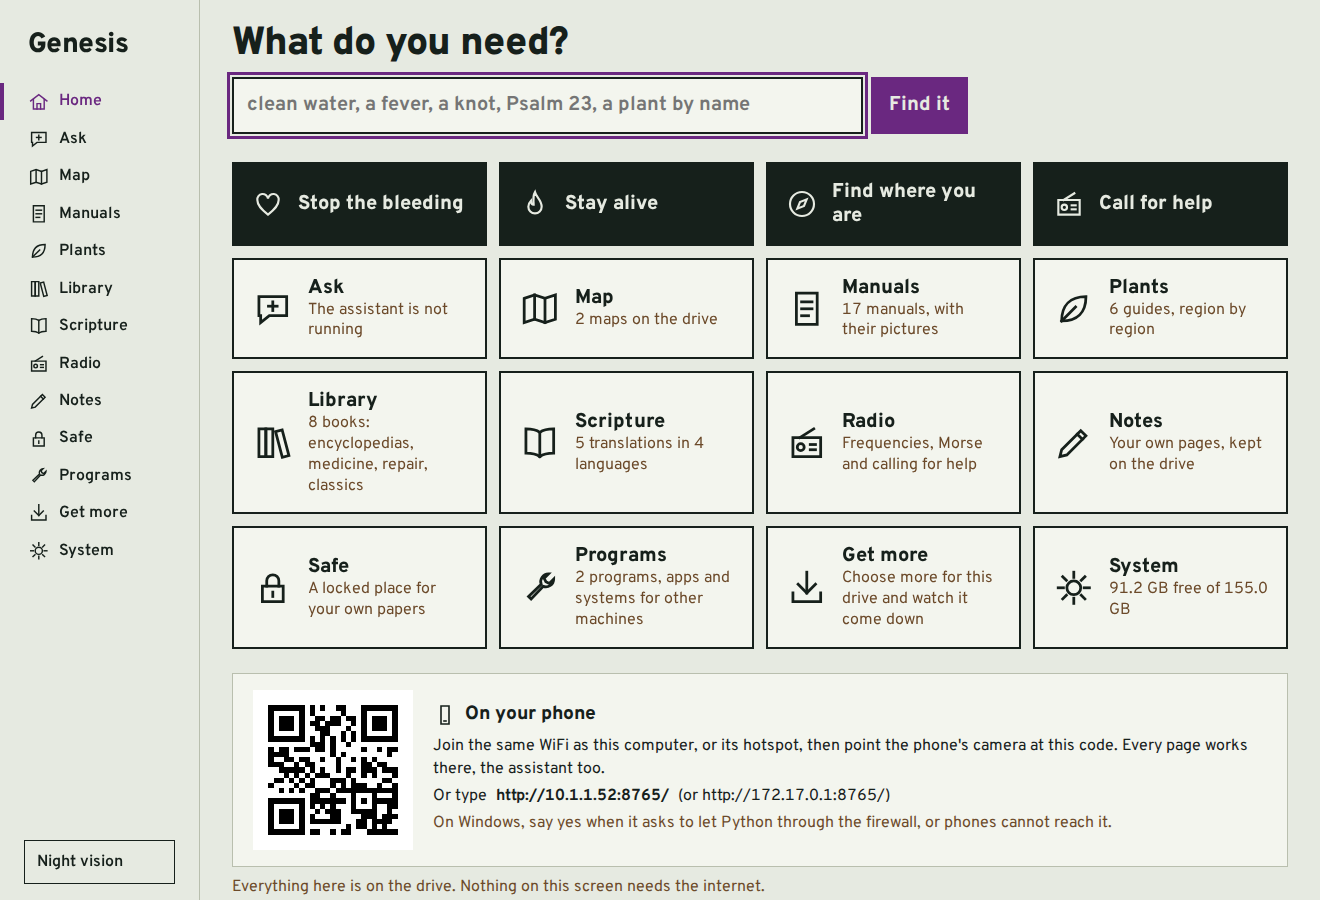 Genesis
Home
Ask
Map
Manuals
Plants
Library
Scripture
Radio
Notes
Safe
Programs
Get more
System
Night vision
What do you need?
clean water, a fever, a knot, Psalm 23, a plant by name
Find it
Stop the bleeding
Stay alive
Find where you
are
Call for help
Ask
The assistant is not
running
Map
2 maps on the drive
Manuals
17 manuals, with
their pictures
Plants
6 guides, region by
region
Library
8 books:
encyclopedias,
medicine, repair,
classics
Scripture
5 translations in 4
languages
Radio
Frequencies, Morse
and calling for help
Notes
Your own pages, kept
on the drive
Safe
A locked place for
your own papers
Programs
2 programs, apps and
systems for other
machines
Get more
Choose more for this
drive and watch it
come down
System
91.2 GB free of 155.0
GB
On your phone
Join the same WiFi as this computer, or its hotspot, then point the phone's camera at this code. Every page works
there, the assistant too.
Or type http://10.1.1.52:8765/ (or http://172.17.0.1:8765/)
On Windows, say yes when it asks to let Python through the firewall, or phones cannot reach it.
Everything here is on the drive. Nothing on this screen needs the internet.